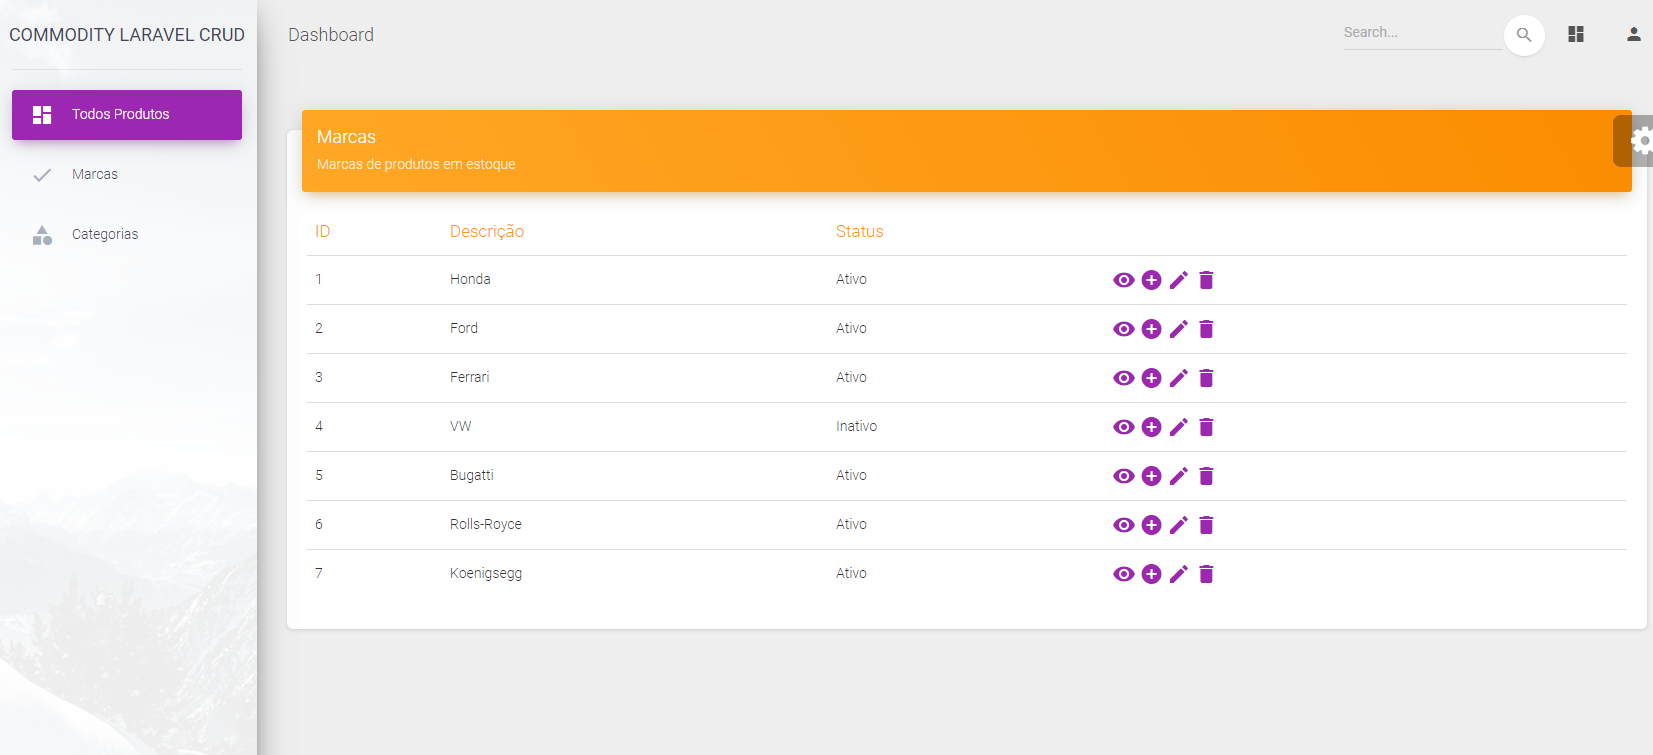 COMMODITY LARAVEL CRUD
Dashboard
Search...
Todos Produtos
Marcas
Categorias
Marcas
Marcas de produtos em estoque
ID Descrição Status
1 Honda Ativo
2 Ford Ativo
3 Ferrari Ativo
4 VW Inativo
5 Bugatti Ativo
6 Rolls-Royce Ativo
7 Koenigsegg Ativo